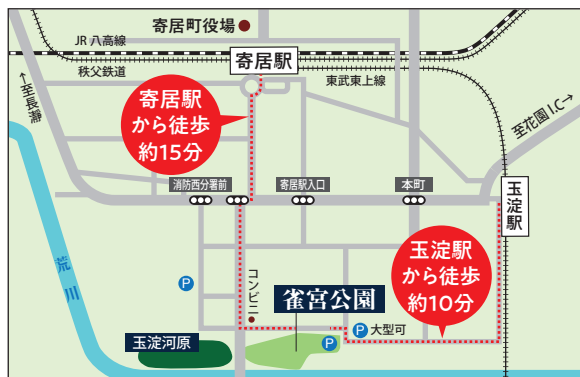 寄居町役場
JR八高線
寄居駅
秩父鉄道
東武東上線
←至長瀞
寄居駅
から徒歩
約15分
至花園I.C→
消防西分署前
寄居駅入口
本町
玉淀駅
玉淀駅
から徒歩
約10分
荒川
P
コンビニ
雀宮公園
P
大型可
P
玉淀河原